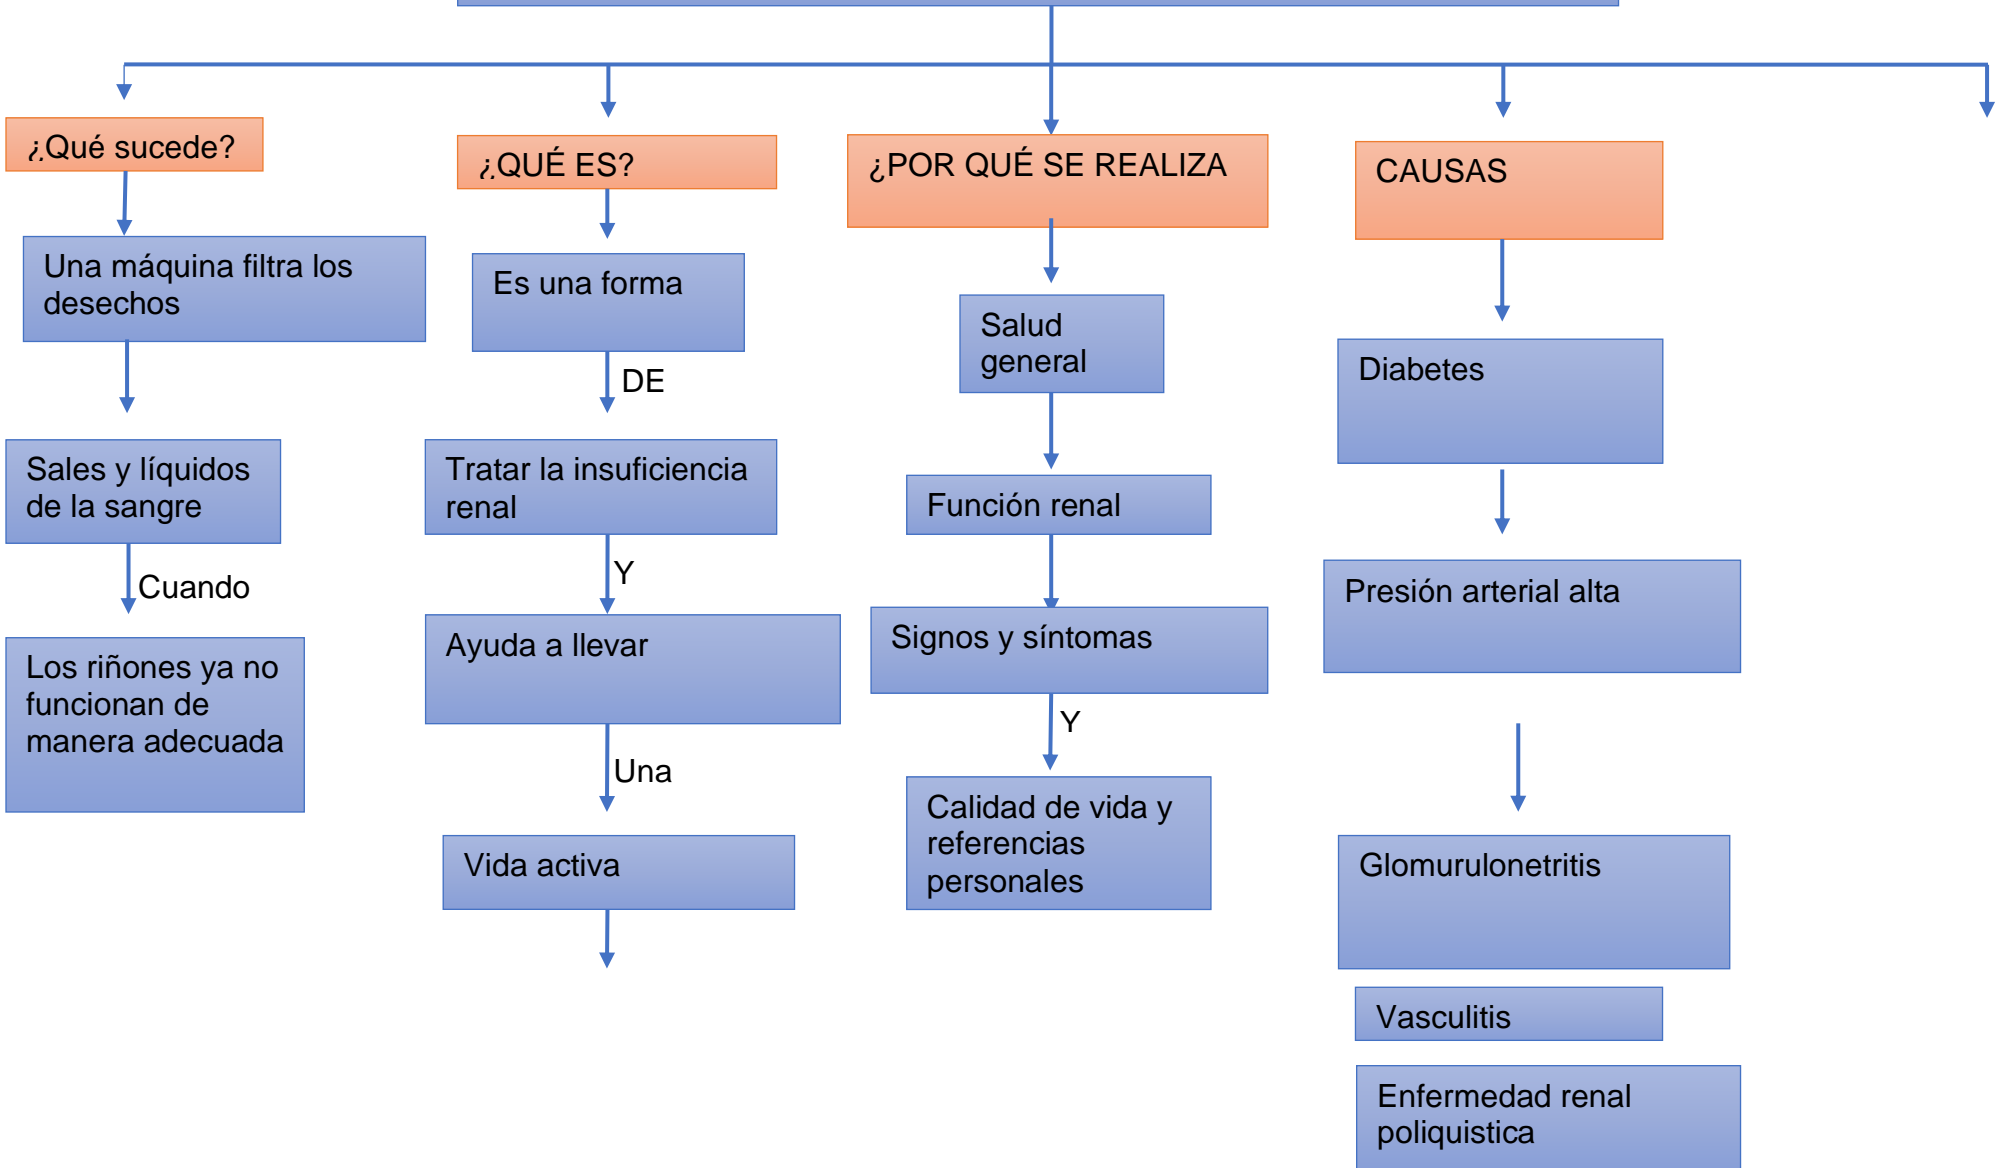 ¿Qué sucede?
Una máquina filtra los
desechos
Sales y líquidos
de la sangre
Cuando
Los riñones ya no
funcionan de
manera adecuada
¿QUÉ ES?
Es una forma
DE
Tratar la insuficiencia
renal
Y
Ayuda a llevar
Una
Vida activa
¿POR QUÉ SE REALIZA
Salud
general
Función renal
Signos y síntomas
Y
Calidad de vida y
referencias
personales
CAUSAS
Diabetes
Presión arterial alta
Glomurulonetritis
Vasculitis
Enfermedad renal
poliquistica